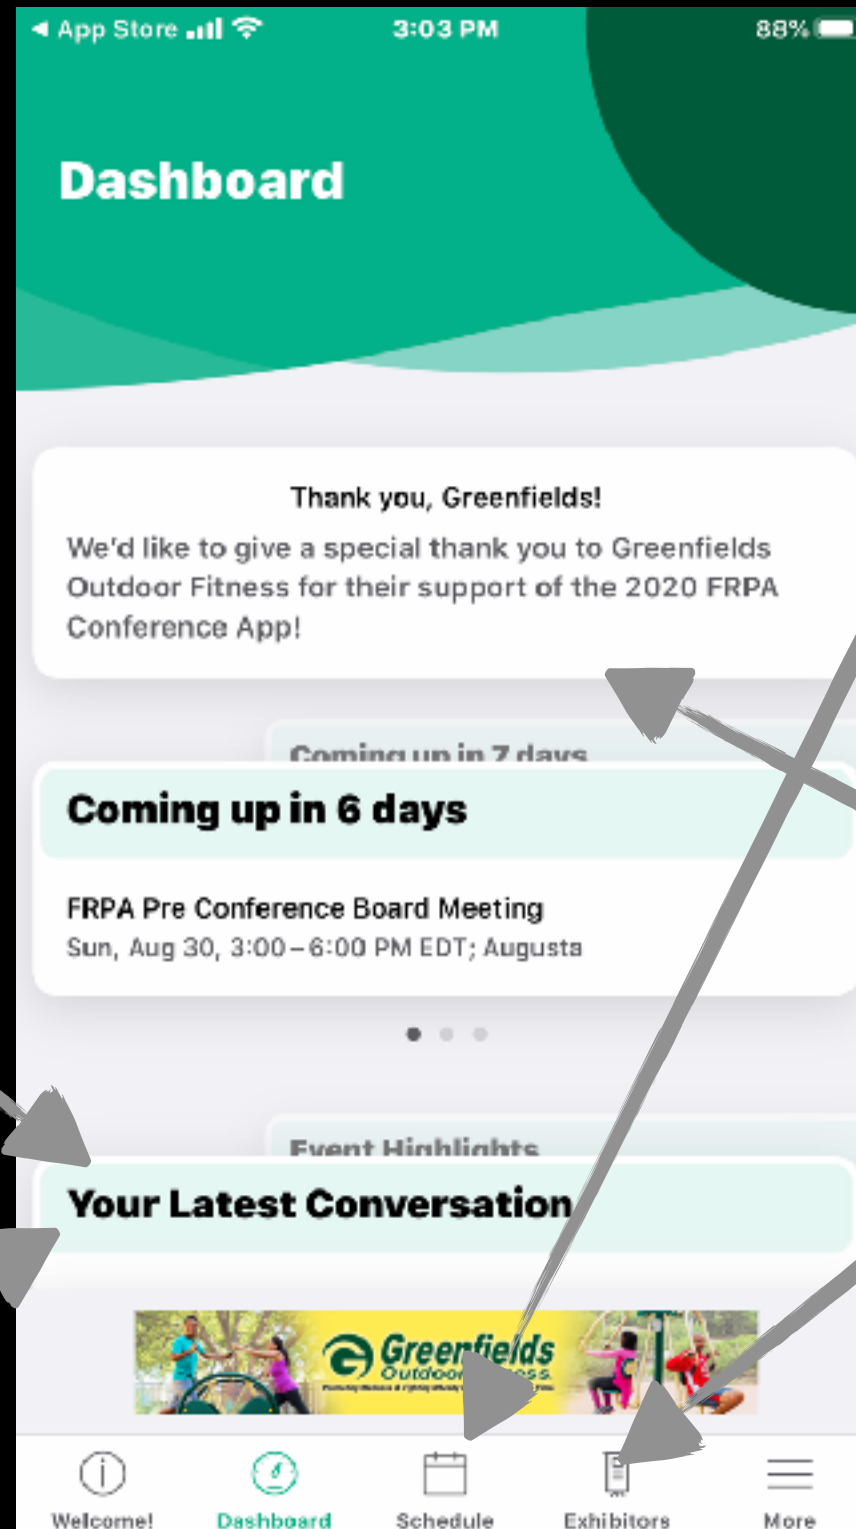 App Store
3:03 PM
88%
Dashboard
Thank you, Greenfields!
We'd like to give a special thank you to Greenfields
Outdoor Fitness for their support of the 2020 FRPA
Conference App!
Coming up in 7 days
Coming up in 6 days
FRPA Pre Conference Board Meeting
Sun, Aug 30, 3:00–6:00 PM EDT; Augusta
Event Highlights
Your Latest Conversation
Greenfields
Welcome!
Dashboard
Schedule
Exhibitors
More